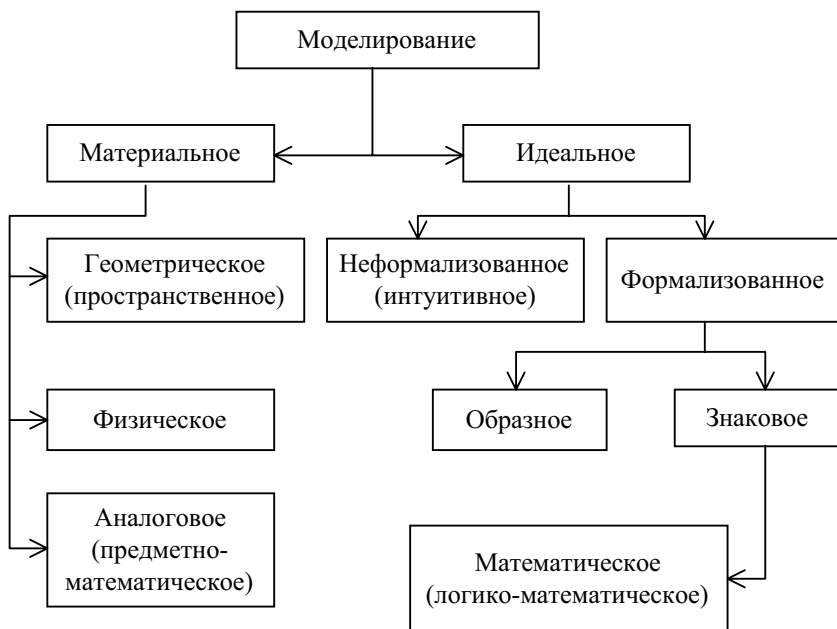 Моделирование
Материальное
Идеальное
Геометрическое
(пространственное)
Неформализованное
(интуитивное)
Формализованное
Физическое
Образное
Знаковое
Аналоговое
(предметно-
математическое)
Математическое
(логико-математическое)